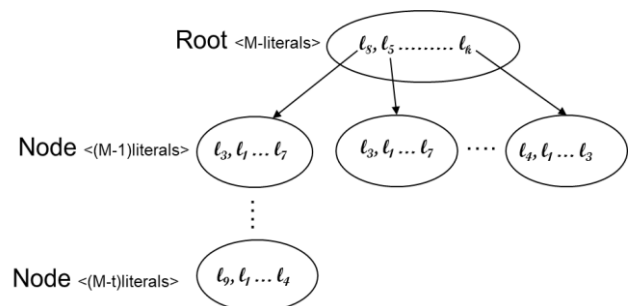 Root <M-literals> ℓ₈, ℓ₅ ......... ℓₖ
Node <(M-1)literals> ℓ₃, ℓ₁ ... ℓ₇ ℓ₃, ℓ₁ ... ℓ₇ .... ℓ₄, ℓ₁ ... ℓ₃
Node <(M-t)literals> ℓ₉, ℓ₁ ... ℓ₄